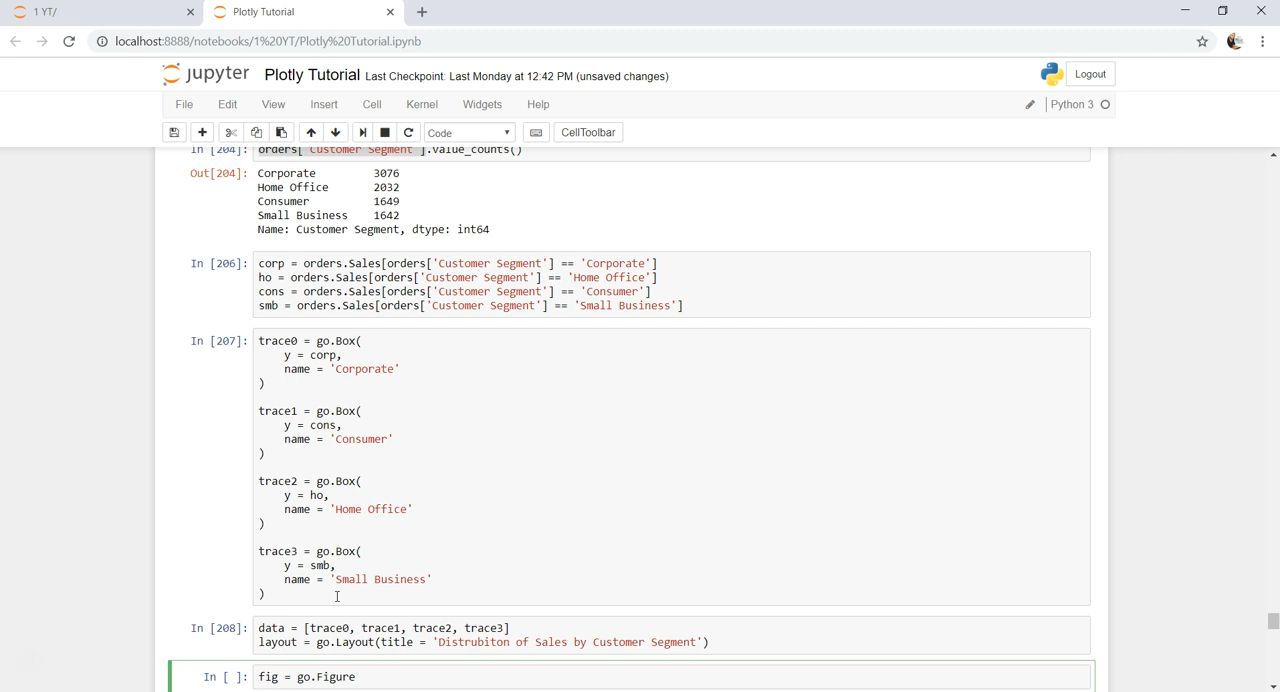 1 YT/
Plotly Tutorial
localhost:8888/notebooks/1%20YT/Plotly%20Tutorial.ipynb
jupyter Plotly Tutorial Last Checkpoint: Last Monday at 12:42 PM (unsaved changes)
Logout
File Edit View Insert Cell Kernel Widgets Help
Python 3
Code
CellToolbar
In [204]: orders['Customer Segment'].value_counts()
Out[204]: Corporate 3076
Home Office 2032
Consumer 1649
Small Business 1642
Name: Customer Segment, dtype: int64
In [206]: corp = orders.Sales[orders['Customer Segment'] == 'Corporate']
ho = orders.Sales[orders['Customer Segment'] == 'Home Office']
cons = orders.Sales[orders['Customer Segment'] == 'Consumer']
smb = orders.Sales[orders['Customer Segment'] == 'Small Business']
In [207]: trace0 = go.Box(
y = corp,
name = 'Corporate'
)
trace1 = go.Box(
y = cons,
name = 'Consumer'
)
trace2 = go.Box(
y = ho,
name = 'Home Office'
)
trace3 = go.Box(
y = smb,
name = 'Small Business'
)
In [208]: data = [trace0, trace1, trace2, trace3]
layout = go.Layout(title = 'Distrubiton of Sales by Customer Segment')
In [ ]: fig = go.Figure